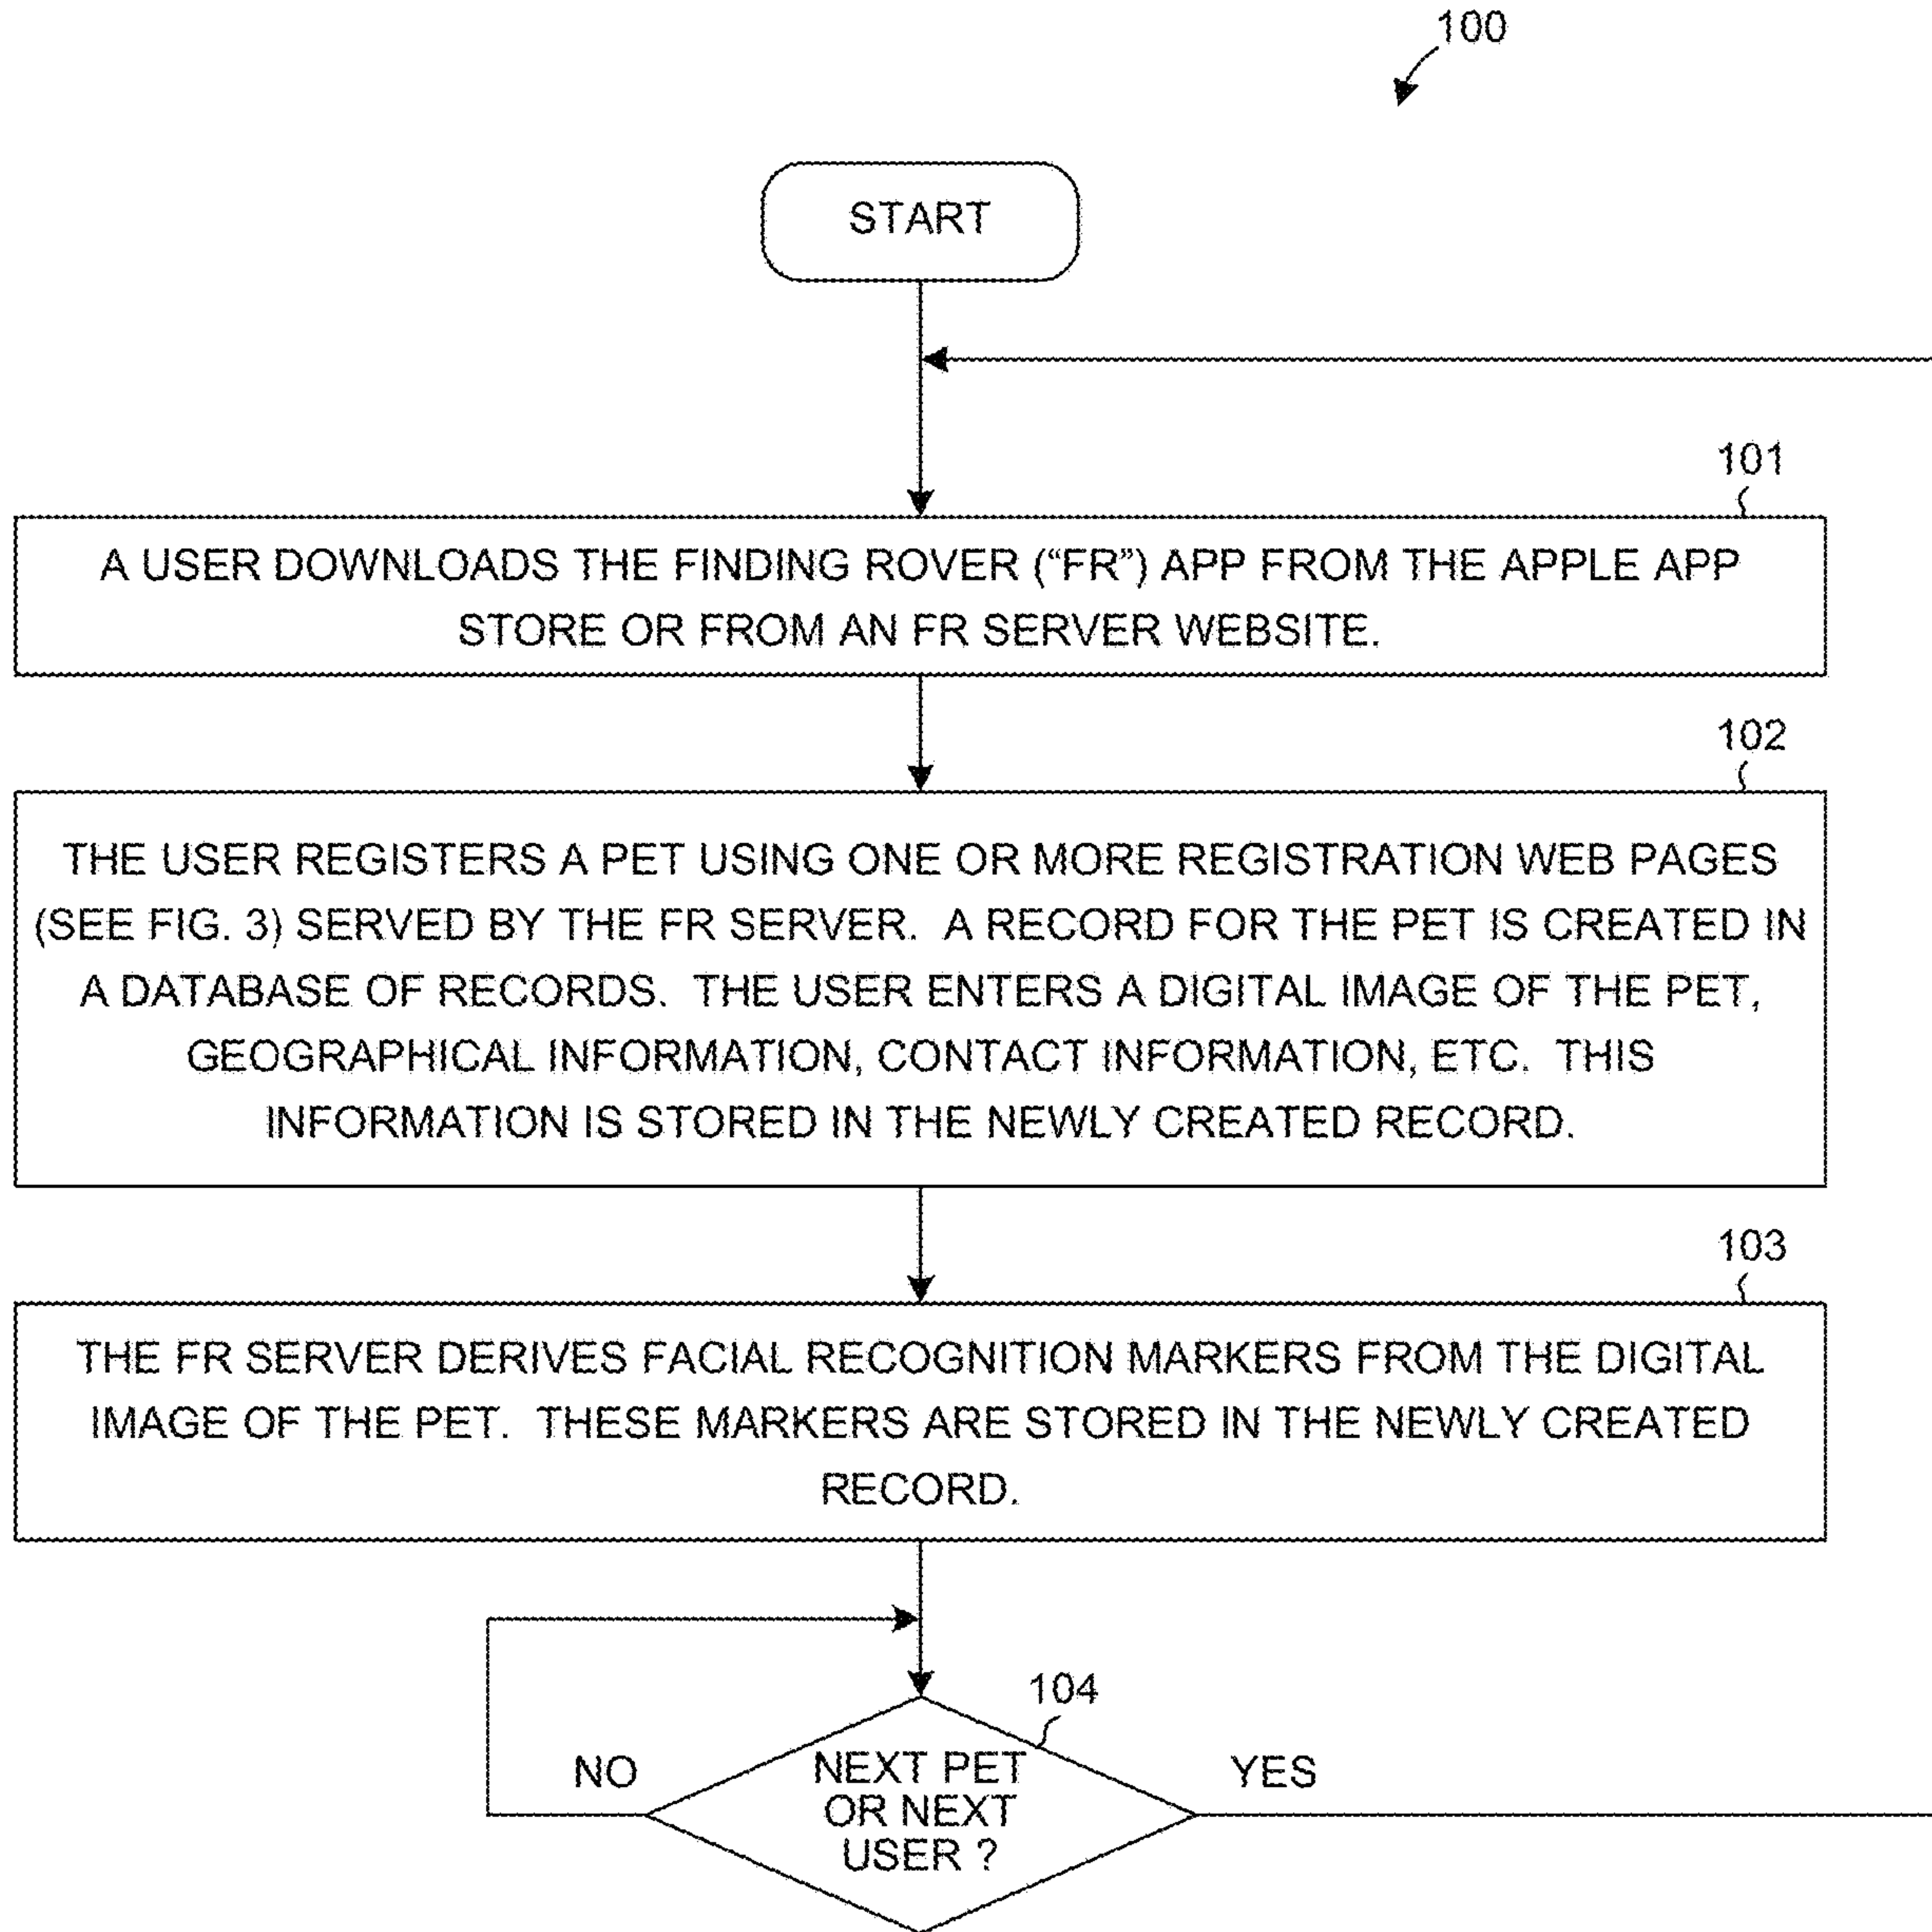 100
START
101
A USER DOWNLOADS THE FINDING ROVER (“FR”) APP FROM THE APPLE APP
STORE OR FROM AN FR SERVER WEBSITE.
102
THE USER REGISTERS A PET USING ONE OR MORE REGISTRATION WEB PAGES
(SEE FIG. 3) SERVED BY THE FR SERVER. A RECORD FOR THE PET IS CREATED IN
A DATABASE OF RECORDS. THE USER ENTERS A DIGITAL IMAGE OF THE PET,
GEOGRAPHICAL INFORMATION, CONTACT INFORMATION, ETC. THIS
INFORMATION IS STORED IN THE NEWLY CREATED RECORD.
103
THE FR SERVER DERIVES FACIAL RECOGNITION MARKERS FROM THE DIGITAL
IMAGE OF THE PET. THESE MARKERS ARE STORED IN THE NEWLY CREATED
RECORD.
104
NO
NEXT PET
OR NEXT
USER ?
YES